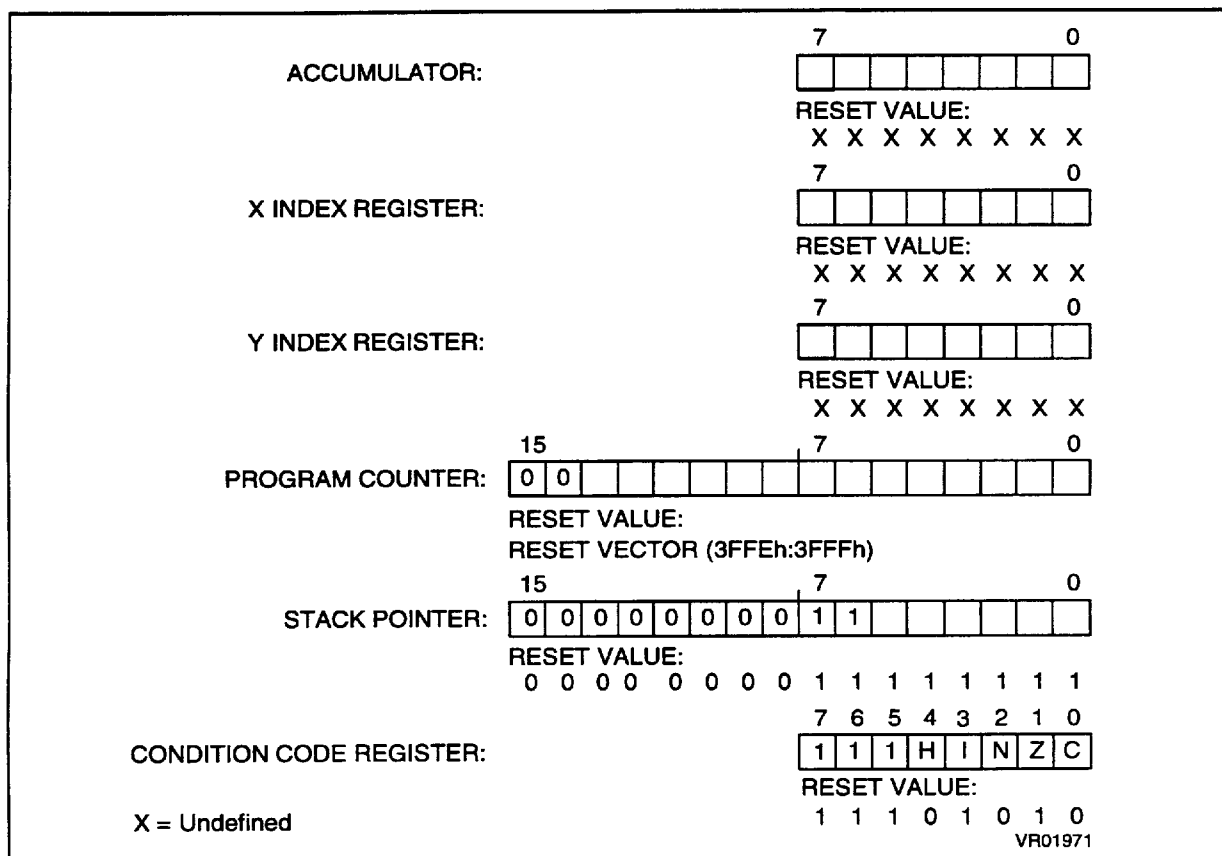 7 0
ACCUMULATOR:
RESET VALUE:
X X X X X X X X
7 0
X INDEX REGISTER:
RESET VALUE:
X X X X X X X X
7 0
Y INDEX REGISTER:
RESET VALUE:
X X X X X X X X
15 7 0
PROGRAM COUNTER: 0 0
RESET VALUE:
RESET VECTOR (3FFEh:3FFFh)
15 7 0
STACK POINTER: 0 0 0 0 0 0 0 0 1 1
RESET VALUE:
0 0 0 0 0 0 0 0 1 1 1 1 1 1 1 1
7 6 5 4 3 2 1 0
CONDITION CODE REGISTER: 1 1 1 H I N Z C
RESET VALUE:
X = Undefined 1 1 1 0 1 0 1 0
VR01971